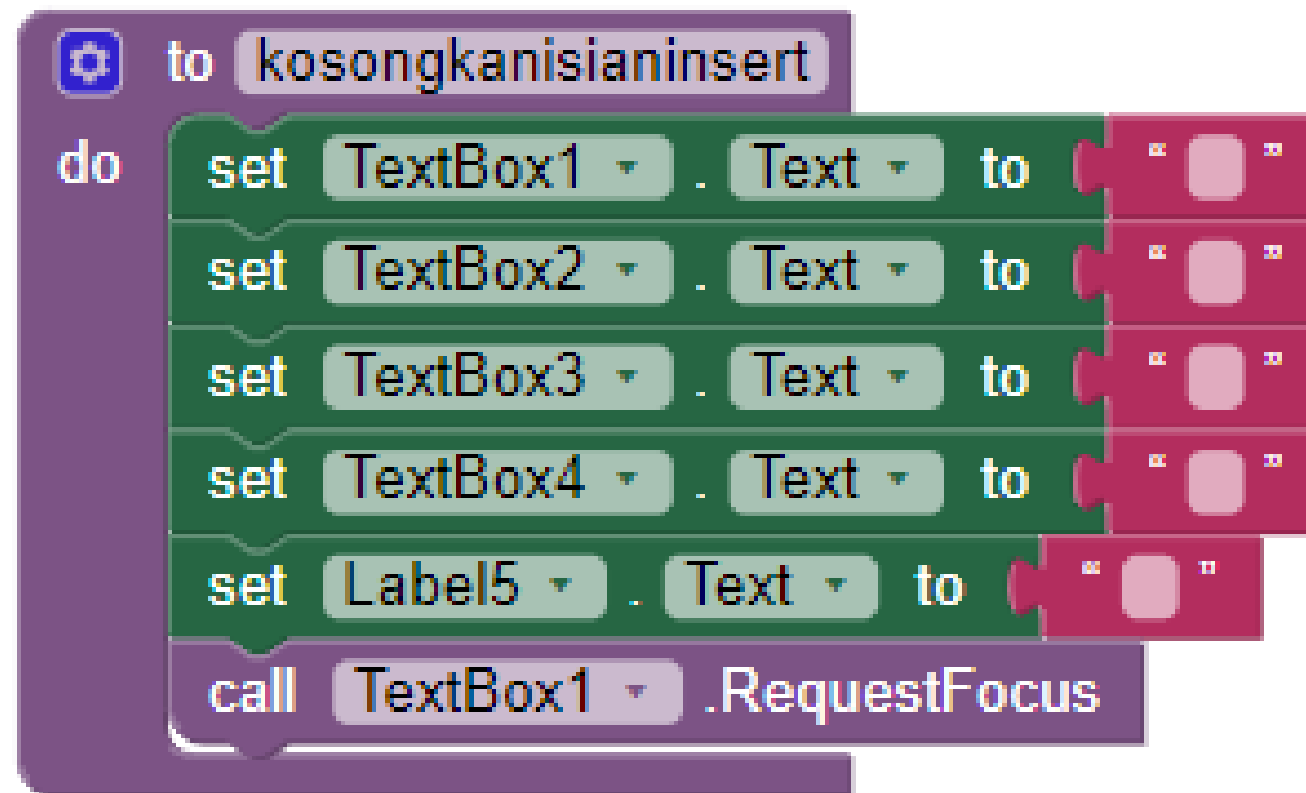 to kosongkanisianinsert
do set TextBox1 . Text to “ ”
set TextBox2 . Text to “ ”
set TextBox3 . Text to “ ”
set TextBox4 . Text to “ ”
set Label5 . Text to “ ”
call TextBox1 .RequestFocus